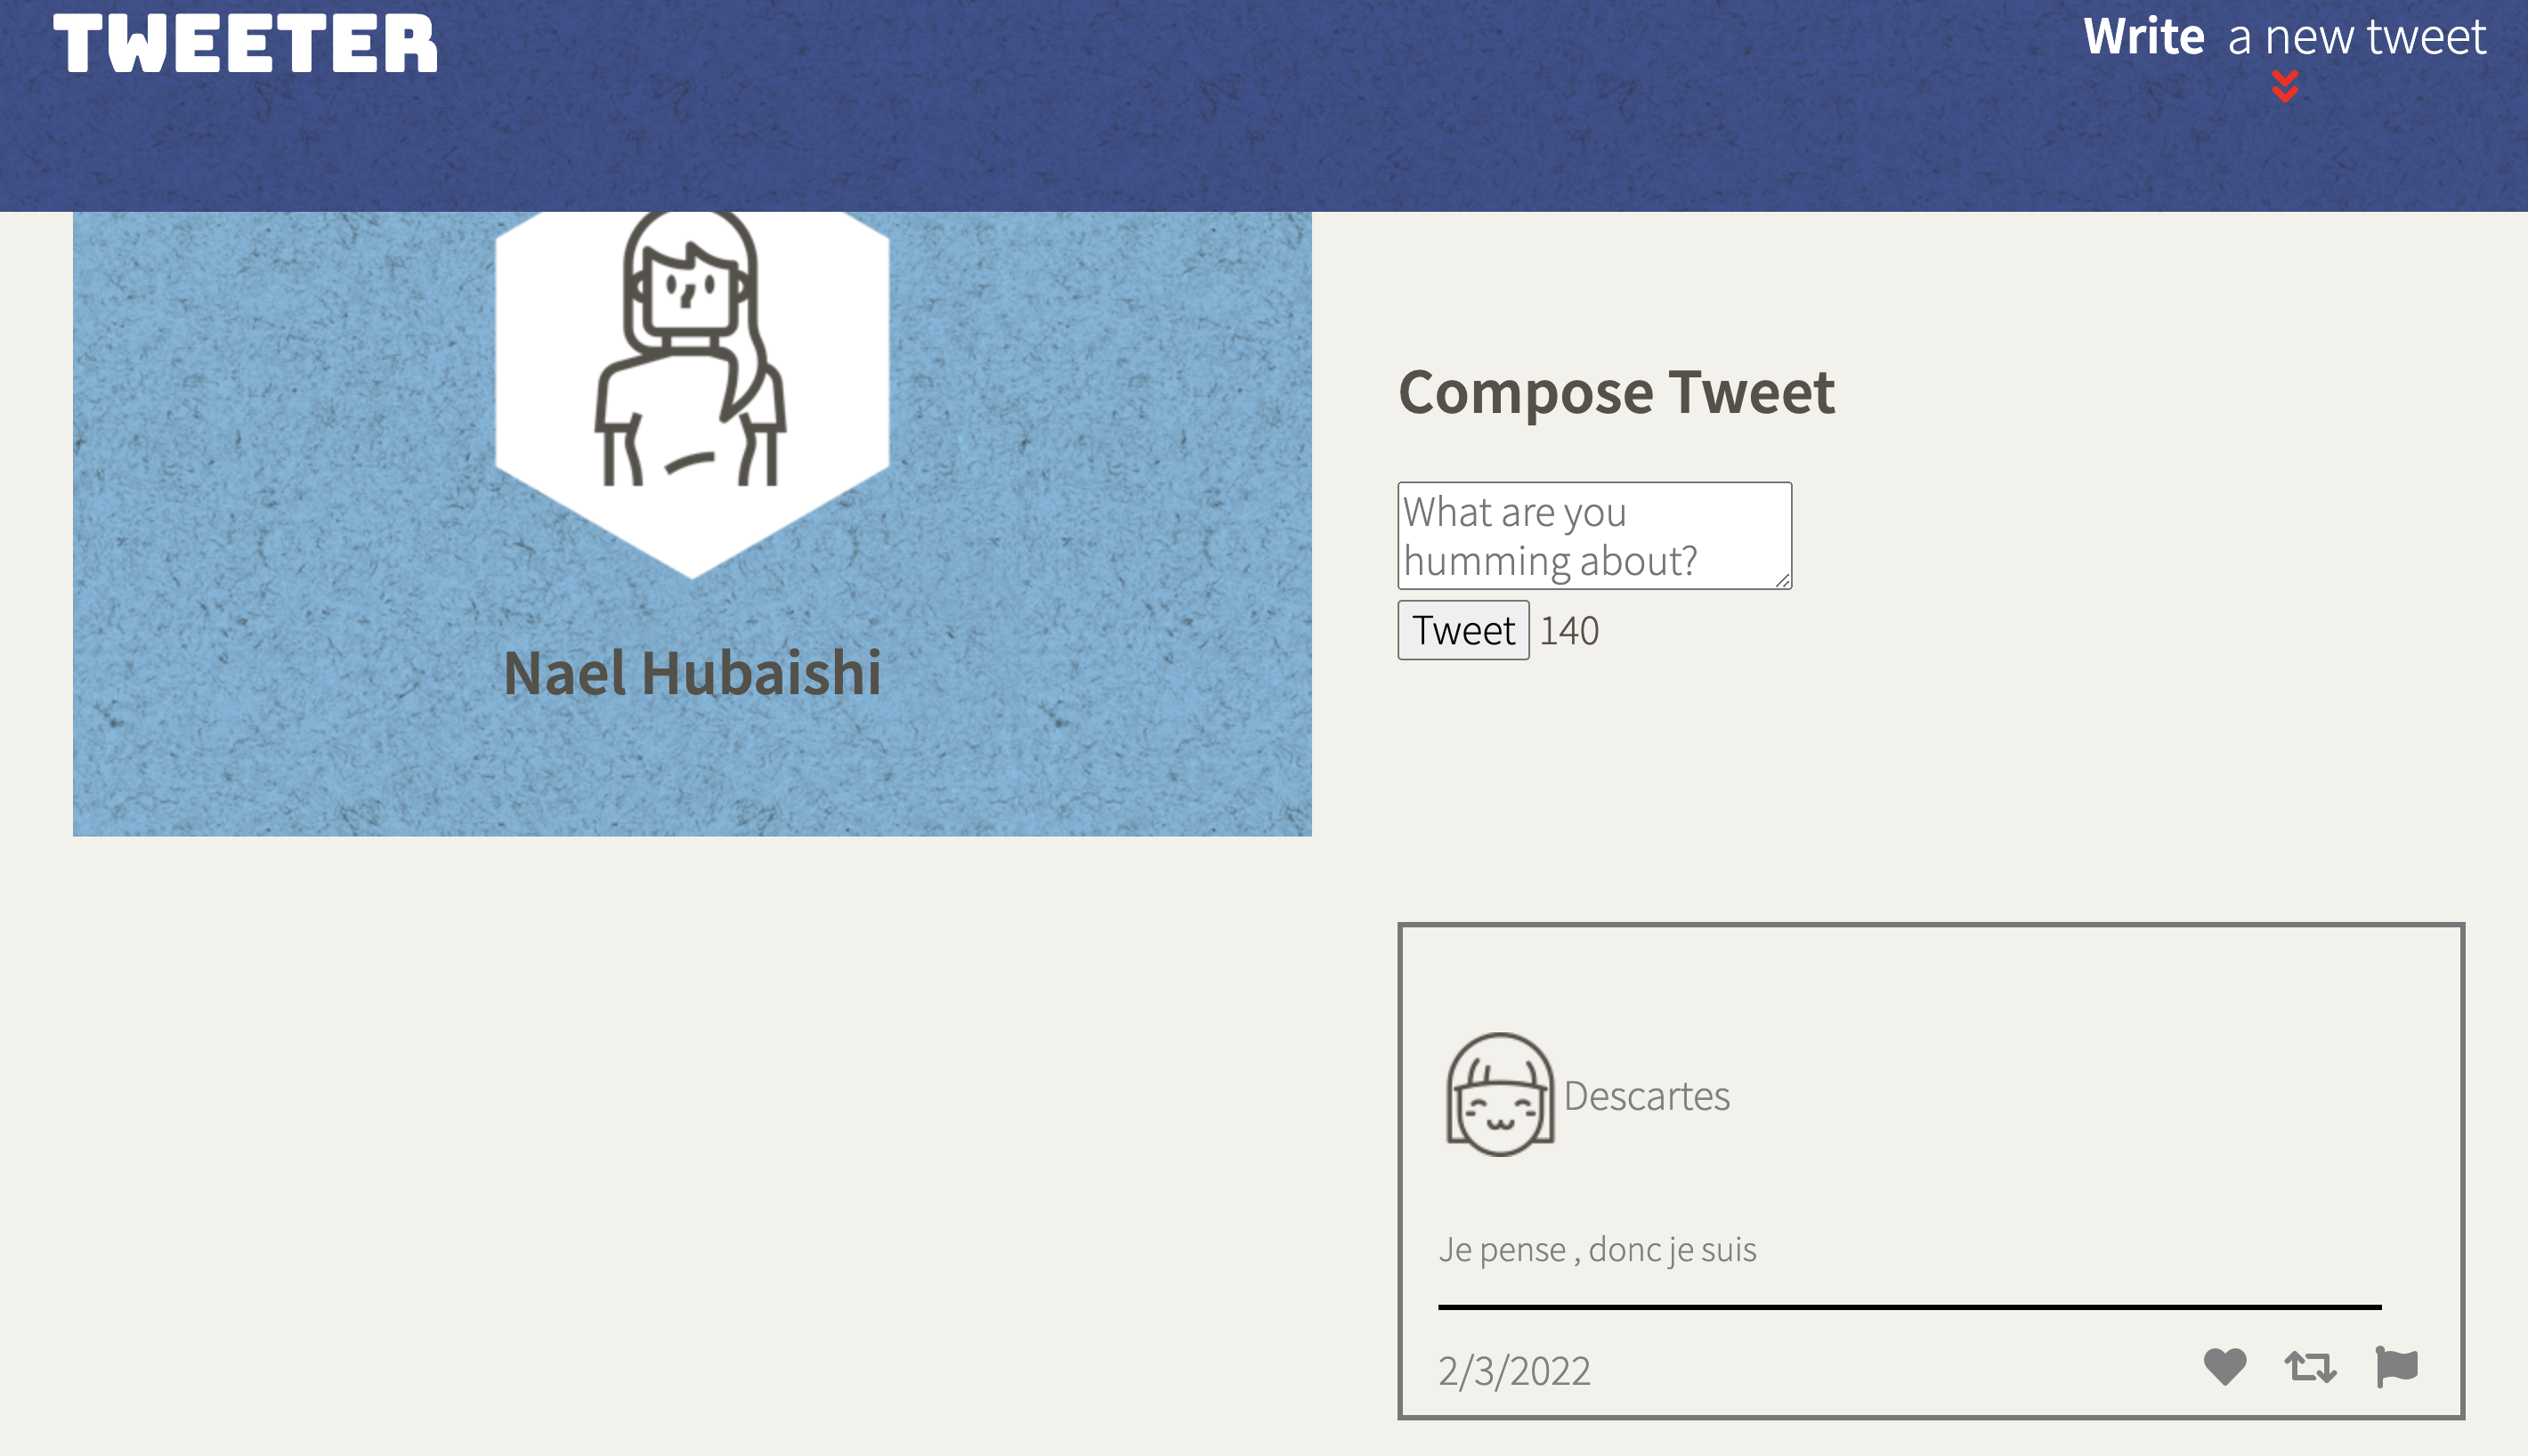 TWEETER
Write a new tweet
Nael Hubaishi
Compose Tweet
What are you
humming about?
Tweet 140
Descartes
Je pense , donc je suis
2/3/2022